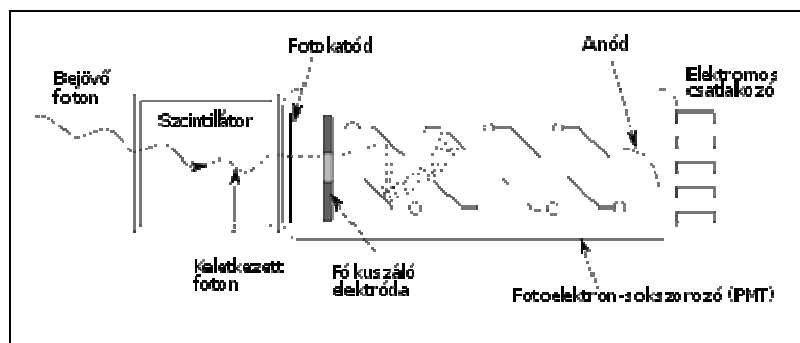 Fotokatód
Anód
Bejövő
foton
Elektromos
csatlakozó
Szcintillátor
Keletkezett
foton
Fókuszáló
elektróda
Fotoelektron-sokszorozó (PMT)